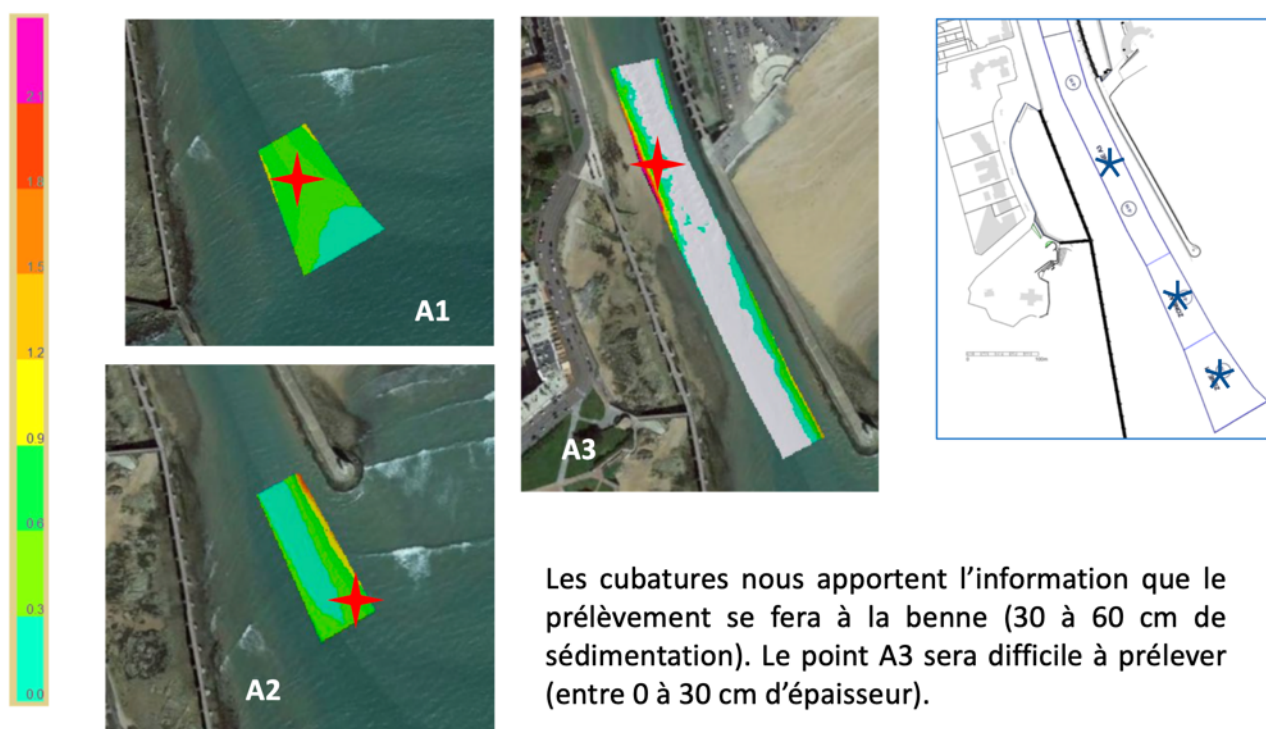 2.1
1.8
1.5
1.2
0.9
0.6
0.3
0.0
A1
A2
A3
Les cubatures nous apportent l’information que le
prélèvement se fera à la benne (30 à 60 cm de
sédimentation). Le point A3 sera difficile à prélever
(entre 0 à 30 cm d’épaisseur).